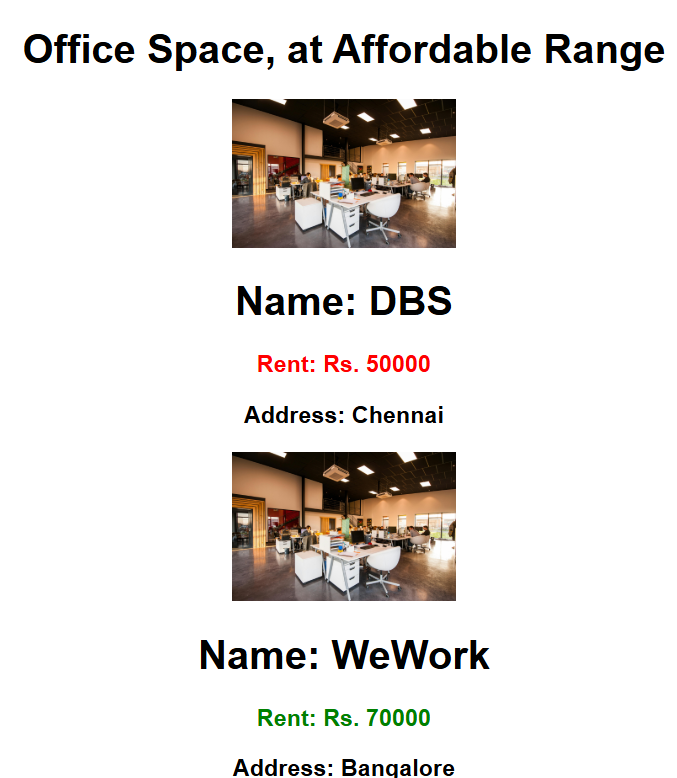 Office Space, at Affordable Range
Name: DBS
Rent: Rs. 50000
Address: Chennai
Name: WeWork
Rent: Rs. 70000
Address: Bangalore